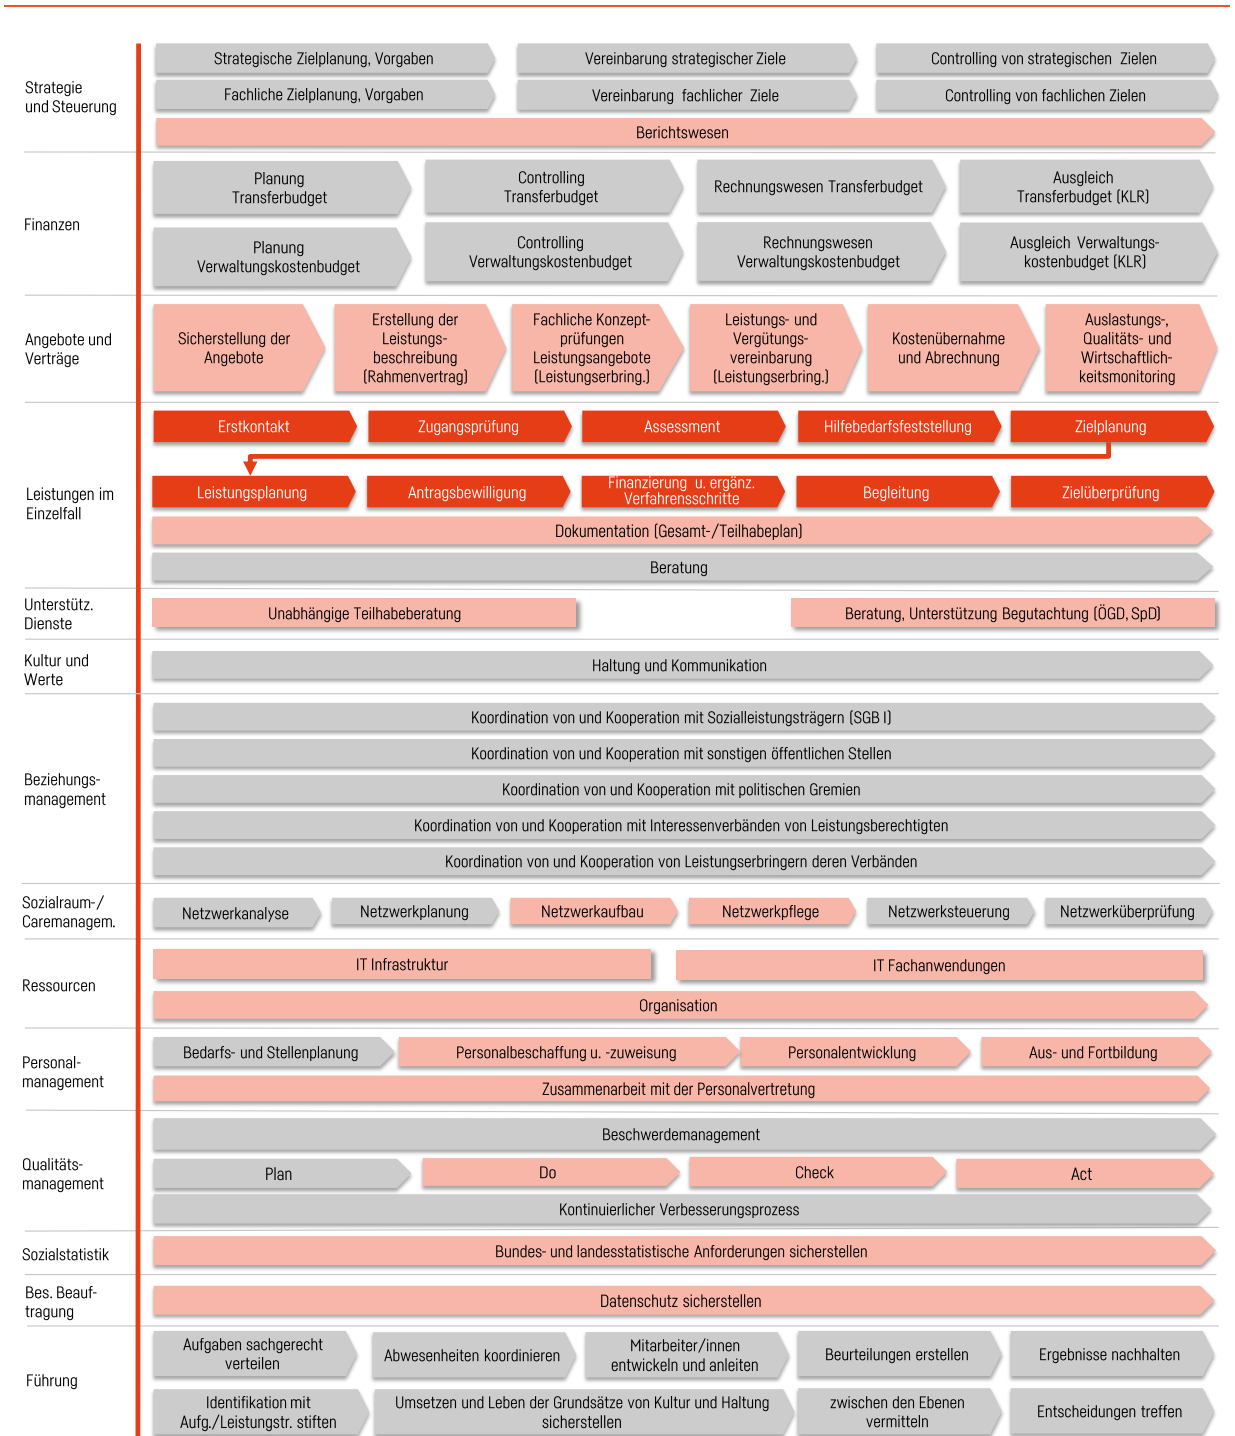 Strategie
und Steuerung
Strategische Zielplanung, Vorgaben
Vereinbarung strategischer Ziele
Controlling von strategischen Zielen
Fachliche Zielplanung, Vorgaben
Vereinbarung fachlicher Ziele
Controlling von fachlichen Zielen
Berichtswesen
Finanzen
Planung
Transferbudget
Controlling
Transferbudget
Rechnungswesen Transferbudget
Ausgleich
Transferbudget (KLR)
Planung
Verwaltungskostenbudget
Controlling
Verwaltungskostenbudget
Rechnungswesen
Verwaltungskostenbudget
Ausgleich Verwaltungs-
kostenbudget (KLR)
Angebote und
Verträge
Sicherstellung der
Angebote
Erstellung der
Leistungs-
beschreibung
(Rahmenvertrag)
Fachliche Konzept-
prüfungen
Leistungsangebote
(Leistungserbring.)
Leistungs- und
Vergütungs-
vereinbarung
(Leistungserbring.)
Kostenübernahme
und Abrechnung
Auslastungs-,
Qualitäts- und
Wirtschaftlich-
keitsmonitoring
Leistungen im
Einzelfall
Erstkontakt
Zugangsprüfung
Assessment
Hilfebedarfsfeststellung
Zielplanung
Leistungsplanung
Antragsbewilligung
Finanzierung u. ergänz.
Verfahrensschritte
Begleitung
Zielüberprüfung
Dokumentation (Gesamt-/Teilhabeplan)
Beratung
Unterstütz.
Dienste
Unabhängige Teilhabeberatung
Beratung, Unterstützung Begutachtung (ÖGD, SpD)
Kultur und
Werte
Haltung und Kommunikation
Beziehungs-
management
Koordination von und Kooperation mit Sozialleistungsträgern (SGB I)
Koordination von und Kooperation mit sonstigen öffentlichen Stellen
Koordination von und Kooperation mit politischen Gremien
Koordination von und Kooperation mit Interessenverbänden von Leistungsberechtigten
Koordination von und Kooperation von Leistungserbringern deren Verbänden
Sozialraum-/
Caremanagem.
Netzwerkanalyse
Netzwerkplanung
Netzwerkaufbau
Netzwerkpflege
Netzwerksteuerung
Netzwerküberprüfung
Ressourcen
IT Infrastruktur
IT Fachanwendungen
Organisation
Personal-
management
Bedarfs- und Stellenplanung
Personalbeschaffung u. -zuweisung
Personalentwicklung
Aus- und Fortbildung
Zusammenarbeit mit der Personalvertretung
Qualitäts-
management
Beschwerdemanagement
Plan
Do
Check
Act
Kontinuierlicher Verbesserungsprozess
Sozialstatistik
Bundes- und landesstatistische Anforderungen sicherstellen
Bes. Beauf-
tragung
Datenschutz sicherstellen
Führung
Aufgaben sachgerecht
verteilen
Abwesenheiten koordinieren
Mitarbeiter/innen
entwickeln und anleiten
Beurteilungen erstellen
Ergebnisse nachhalten
Identifikation mit
Aufg./Leistungstr. stiften
Umsetzen und Leben der Grundsätze von Kultur und Haltung
sicherstellen
zwischen den Ebenen
vermitteln
Entscheidungen treffen